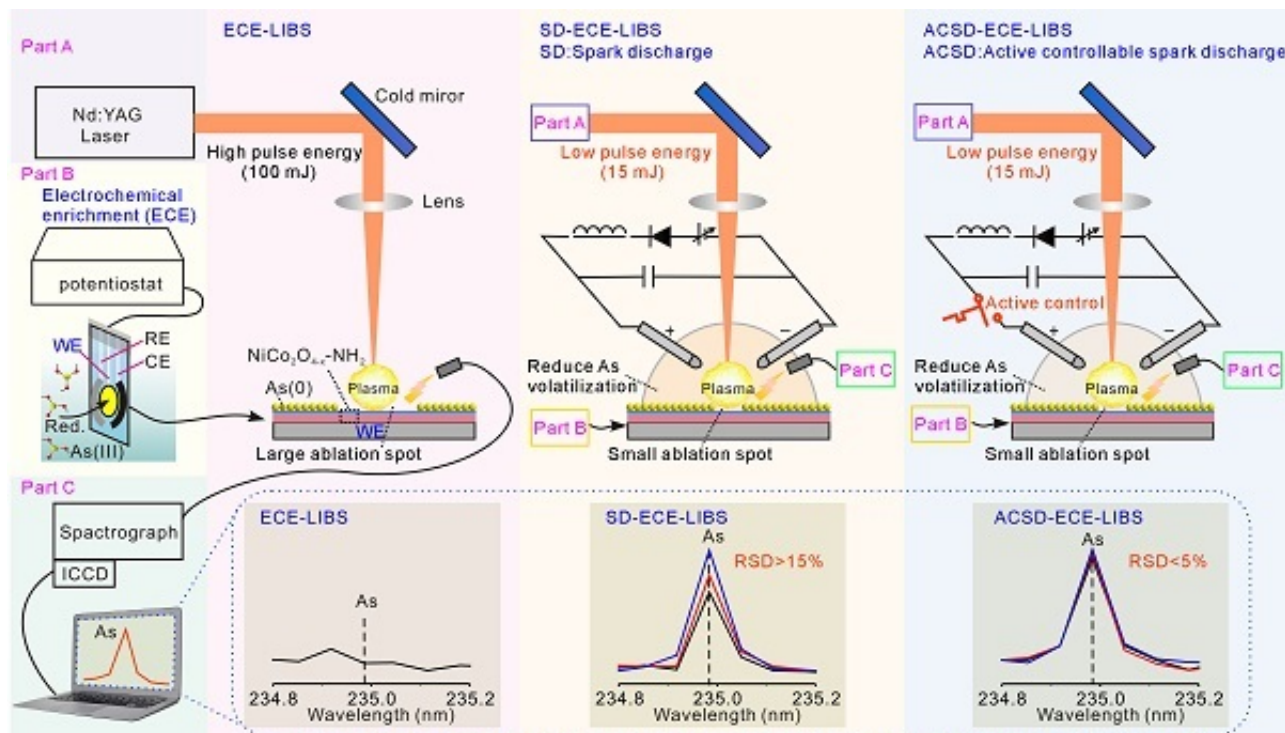 Part A
Nd:YAG
Laser
Part B
Electrochemical
enrichment (ECE)
potentiostat
RE
WE
CE
Red.
As(III)
Part C
Spactrograph
ICCD
As
ECE-LIBS
Cold miror
High pulse energy
(100 mJ)
Lens
NiCo₂O₄₋ₓ-NH₂
As(0)
Plasma
WE
Large ablation spot
SD-ECE-LIBS
SD:Spark discharge
Part A
Low pulse energy
(15 mJ)
+
−
Reduce As
volatilization
Plasma
Part C
Part B
Small ablation spot
ACSD-ECE-LIBS
ACSD:Active controllable spark discharge
Part A
Low pulse energy
(15 mJ)
Active control
+
−
Reduce As
volatilization
Plasma
Part C
Part B
Small ablation spot
ECE-LIBS
As
234.8 235.0 235.2
Wavelength (nm)
SD-ECE-LIBS
As
RSD>15%
234.8 235.0 235.2
Wavelength (nm)
ACSD-ECE-LIBS
As
RSD<5%
234.8 235.0 235.2
Wavelength (nm)